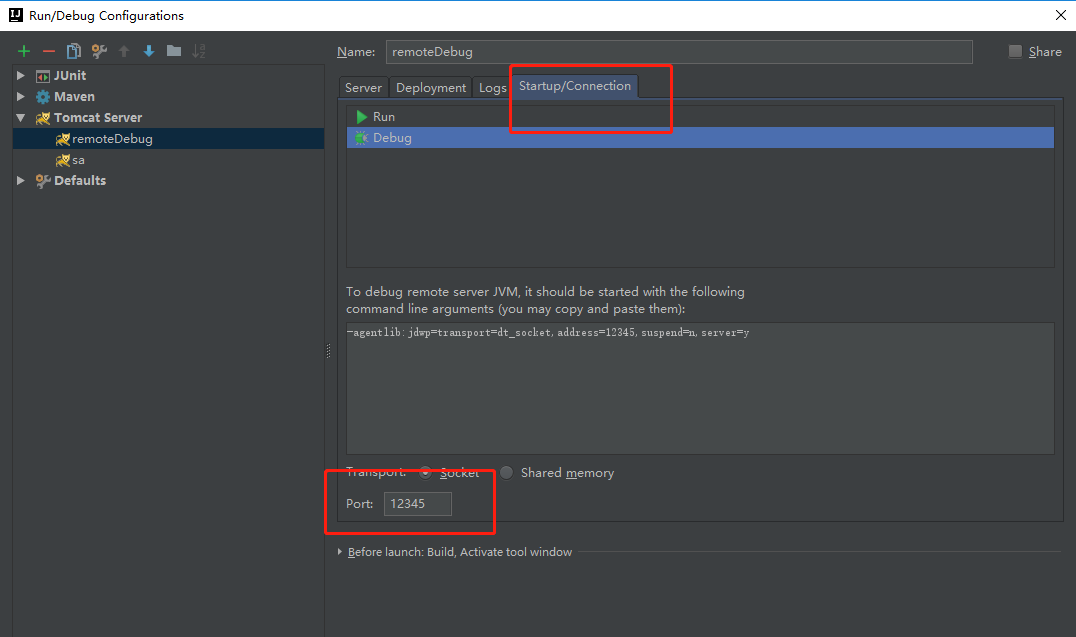 Run/Debug Configurations
Name: remoteDebug
Share
JUnit
Maven
Tomcat Server
remoteDebug
sa
Defaults
Server Deployment Logs Startup/Connection
Run
Debug
To debug remote server JVM, it should be started with the following
command line arguments (you may copy and paste them):
-agentlib:jdwp=transport=dt_socket,address=12345,suspend=n,server=y
Transport: Socket Shared memory
Port: 12345
Before launch: Build, Activate tool window